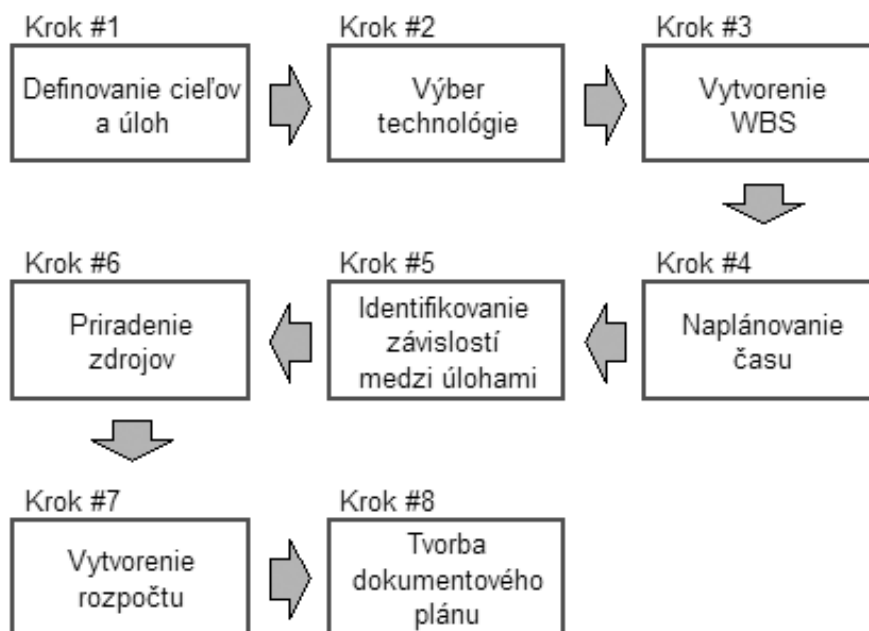 Krok #1
Definovanie cieľov
a úloh
Krok #2
Výber
technológie
Krok #3
Vytvorenie
WBS
Krok #4
Naplánovanie
času
Krok #5
Identifikovanie
závislostí
medzi úlohami
Krok #6
Priradenie
zdrojov
Krok #7
Vytvorenie
rozpočtu
Krok #8
Tvorba
dokumentového
plánu